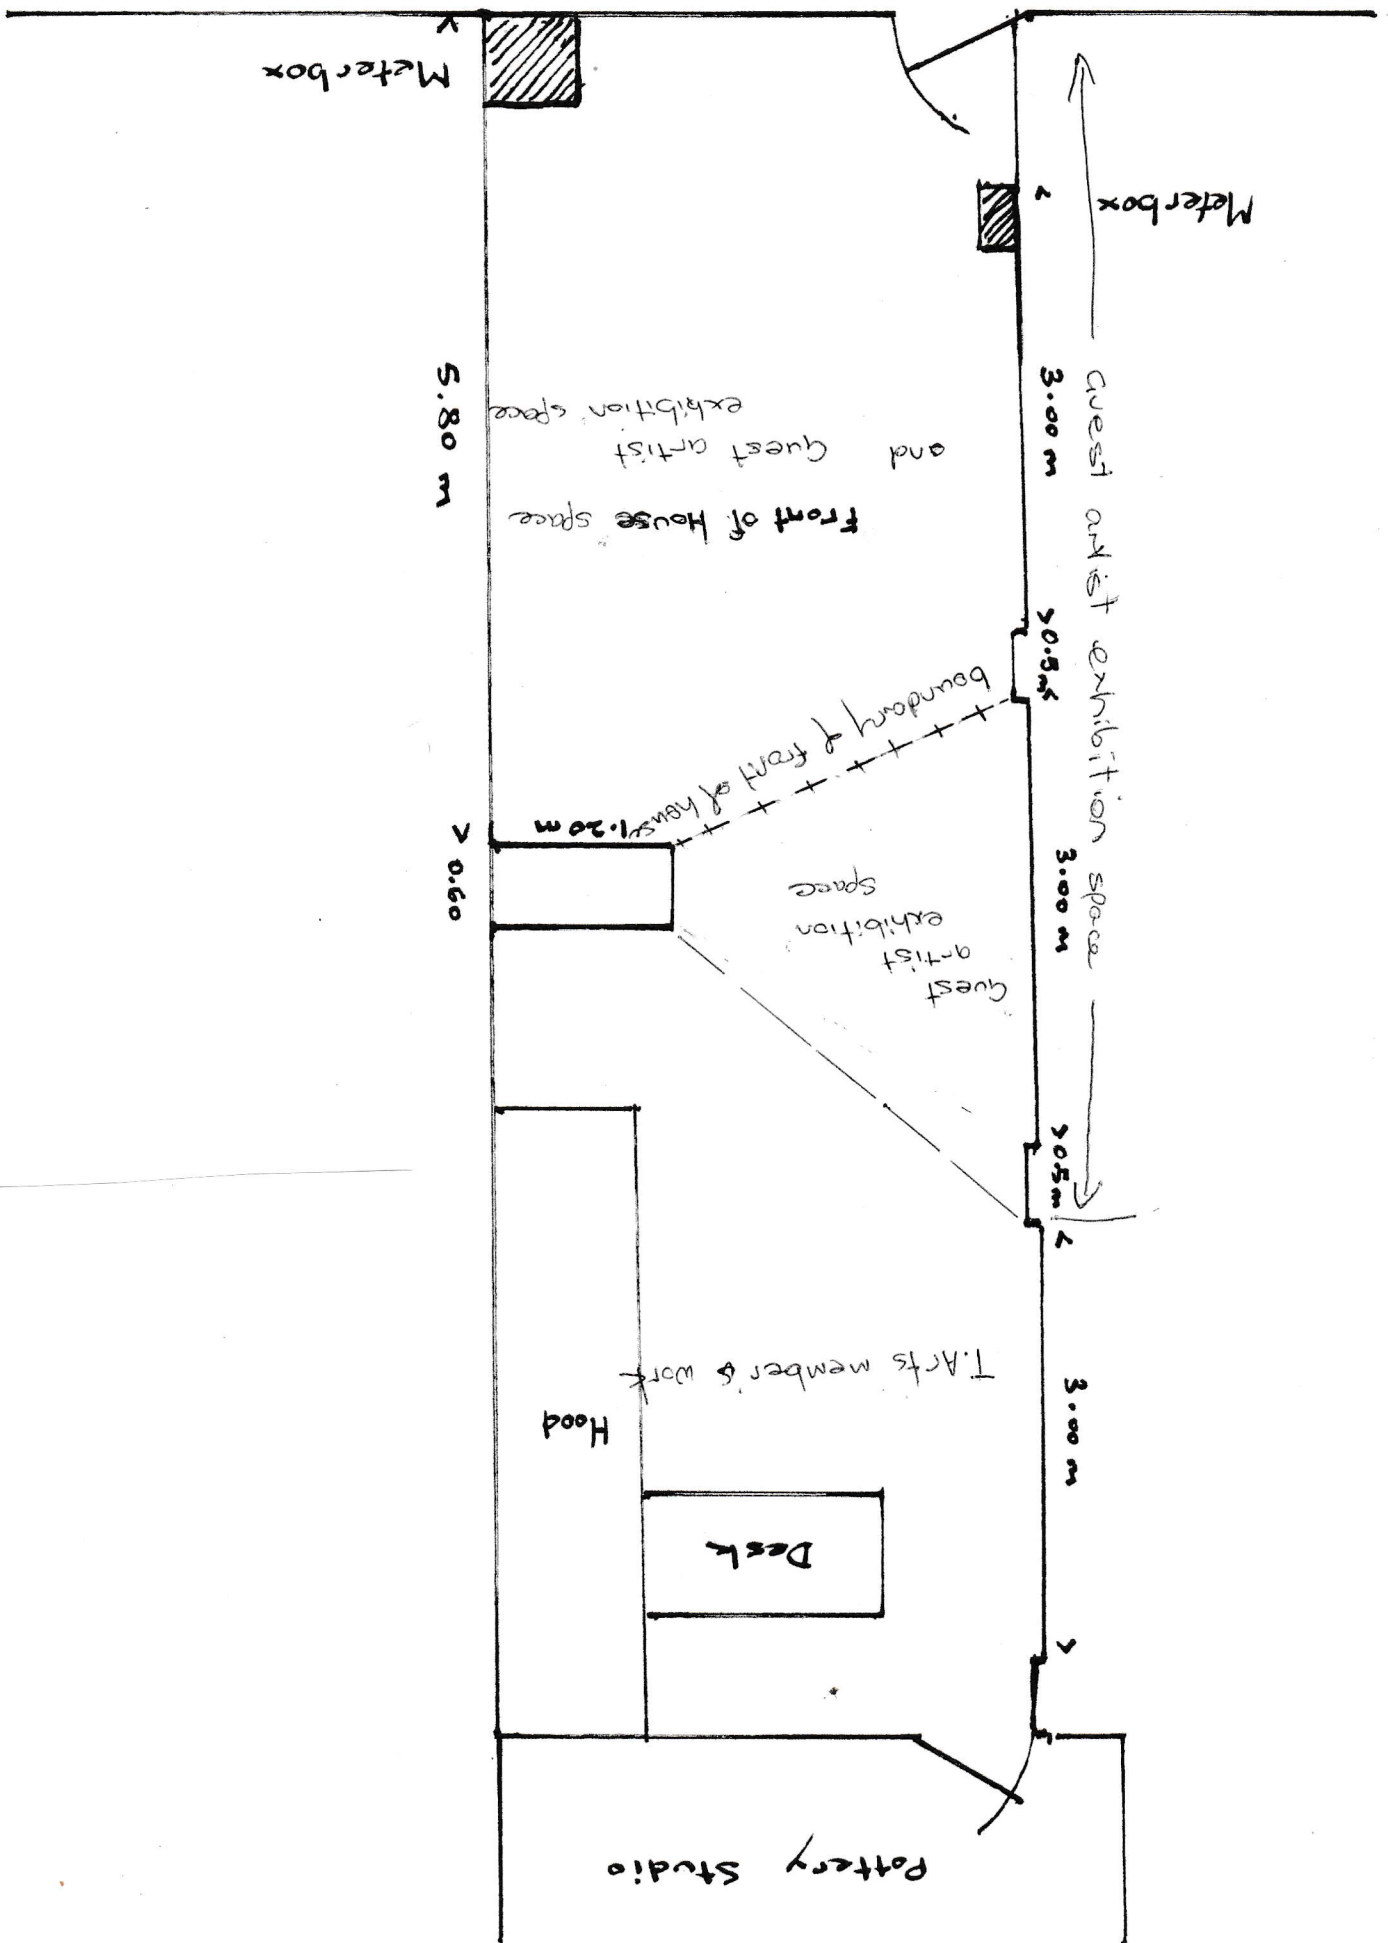 Pottery Studio
Desk
Hood
T.Arts member's work
3.00 m
0.5m
Guest
artist
exhibition
space
3.00 m
0.60
1.20 m
boundary of front of house
0.5m
Front of House space
and Guest artist
exhibition space
5.80 m
3.00 m
Guest artist exhibition space
Meterbox
Meterbox